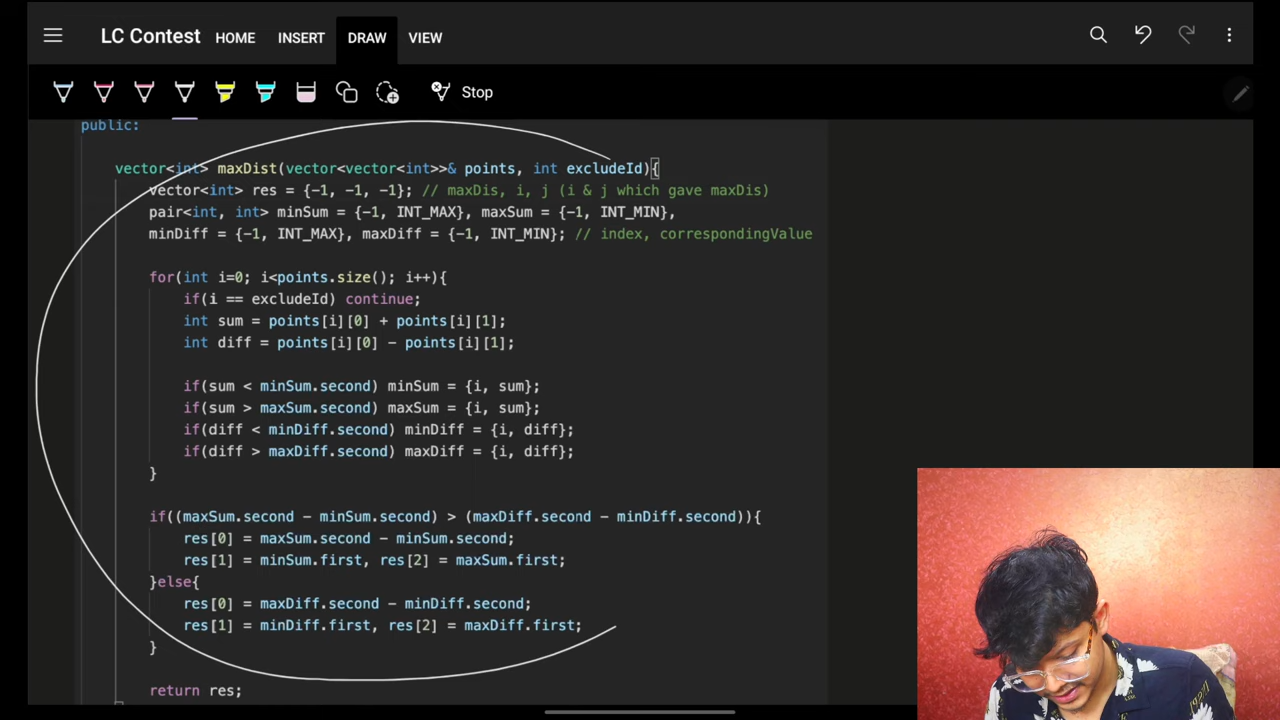 LC Contest HOME INSERT DRAW VIEW
Stop
public:
vector<int> maxDist(vector<vector<int>>& points, int excludeId){
vector<int> res = {-1, -1, -1}; // maxDis, i, j (i & j which gave maxDis)
pair<int, int> minSum = {-1, INT_MAX}, maxSum = {-1, INT_MIN},
minDiff = {-1, INT_MAX}, maxDiff = {-1, INT_MIN}; // index, correspondingValue
for(int i=0; i<points.size(); i++){
if(i == excludeId) continue;
int sum = points[i][0] + points[i][1];
int diff = points[i][0] - points[i][1];
if(sum < minSum.second) minSum = {i, sum};
if(sum > maxSum.second) maxSum = {i, sum};
if(diff < minDiff.second) minDiff = {i, diff};
if(diff > maxDiff.second) maxDiff = {i, diff};
}
if((maxSum.second - minSum.second) > (maxDiff.second - minDiff.second)){
res[0] = maxSum.second - minSum.second;
res[1] = minSum.first, res[2] = maxSum.first;
}else{
res[0] = maxDiff.second - minDiff.second;
res[1] = minDiff.first, res[2] = maxDiff.first;
}
return res;